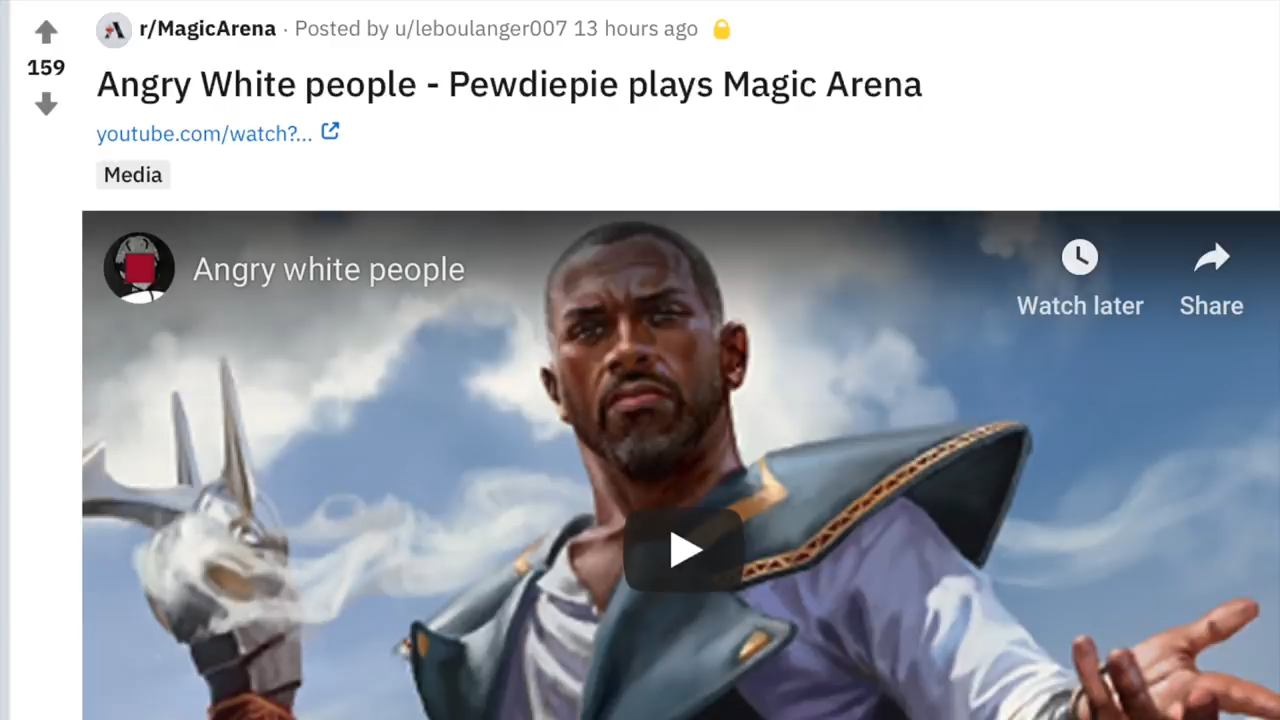 r/MagicArena · Posted by u/leboulanger007 13 hours ago
159
Angry White people - Pewdiepie plays Magic Arena
youtube.com/watch?...
Media
Angry white people
Watch later
Share